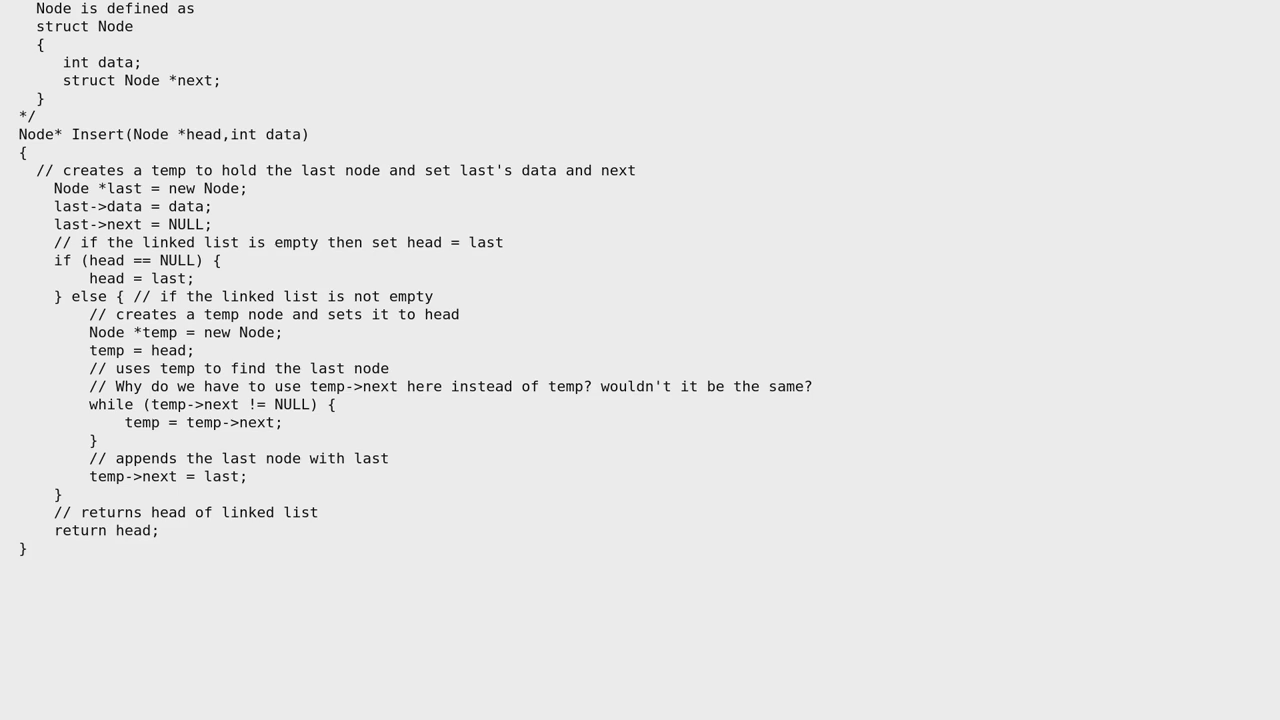 Node is defined as
struct Node
{
int data;
struct Node *next;
}
*/
Node* Insert(Node *head,int data)
{
// creates a temp to hold the last node and set last's data and next
Node *last = new Node;
last->data = data;
last->next = NULL;
// if the linked list is empty then set head = last
if (head == NULL) {
head = last;
} else { // if the linked list is not empty
// creates a temp node and sets it to head
Node *temp = new Node;
temp = head;
// uses temp to find the last node
// Why do we have to use temp->next here instead of temp? wouldn't it be the same?
while (temp->next != NULL) {
temp = temp->next;
}
// appends the last node with last
temp->next = last;
}
// returns head of linked list
return head;
}